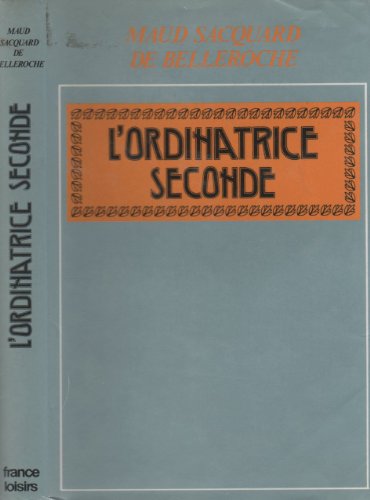 MAUD
SACQUARD
DE
BELLEROCHE
L'ORDINATRICE SECONDE
france
loisirs
MAUD SACQUARD
DE BELLEROCHE
L'ORDINATRICE
SECONDE